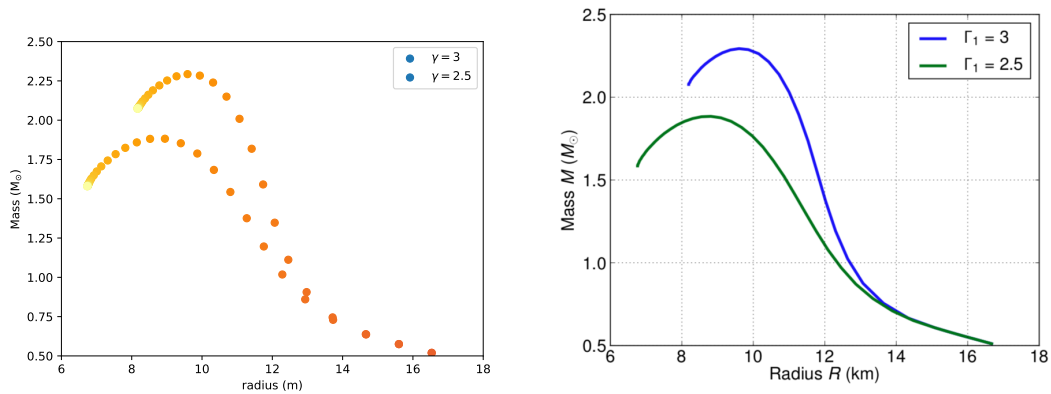 2.50
2.25
2.00
1.75
1.50
1.25
1.00
0.75
0.50
Mass (M☉)
6 8 10 12 14 16 18
radius (m)
γ = 3
γ = 2.5
2.5
2.0
1.5
1.0
0.5
Mass M (M☉)
6 8 10 12 14 16 18
Radius R (km)
Γ₁ = 3
Γ₁ = 2.5